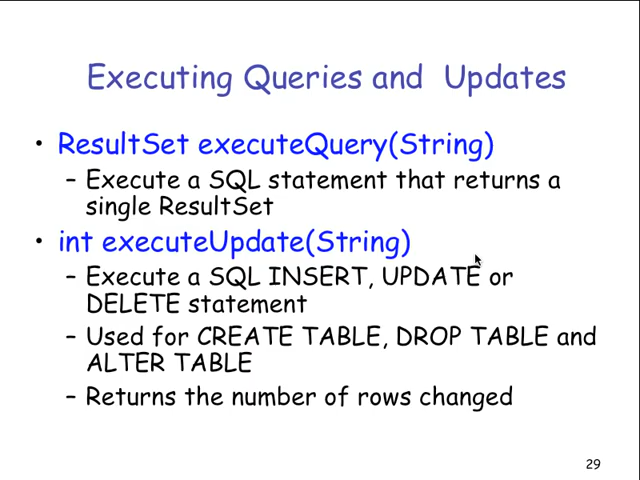 Executing Queries and Updates
• ResultSet executeQuery(String)
– Execute a SQL statement that returns a
single ResultSet
• int executeUpdate(String)
– Execute a SQL INSERT, UPDATE or
DELETE statement
– Used for CREATE TABLE, DROP TABLE and
ALTER TABLE
– Returns the number of rows changed
29